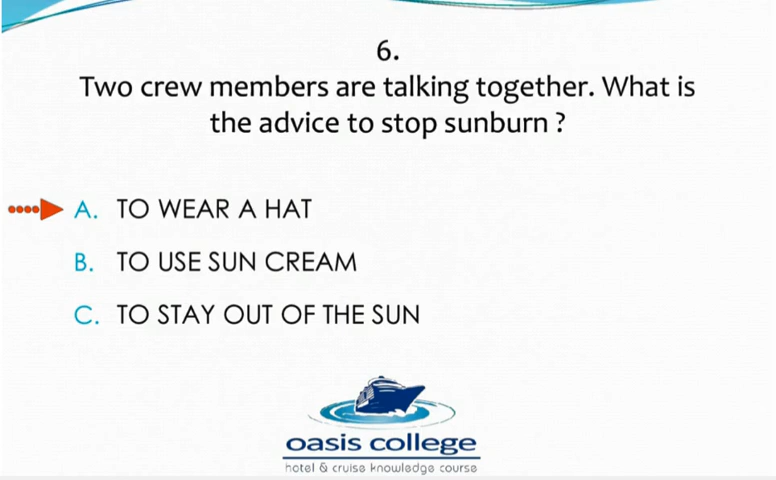 6.
Two crew members are talking together. What is
the advice to stop sunburn ?
A. TO WEAR A HAT
B. TO USE SUN CREAM
C. TO STAY OUT OF THE SUN
oasis college
hotel & cruise knowledge course